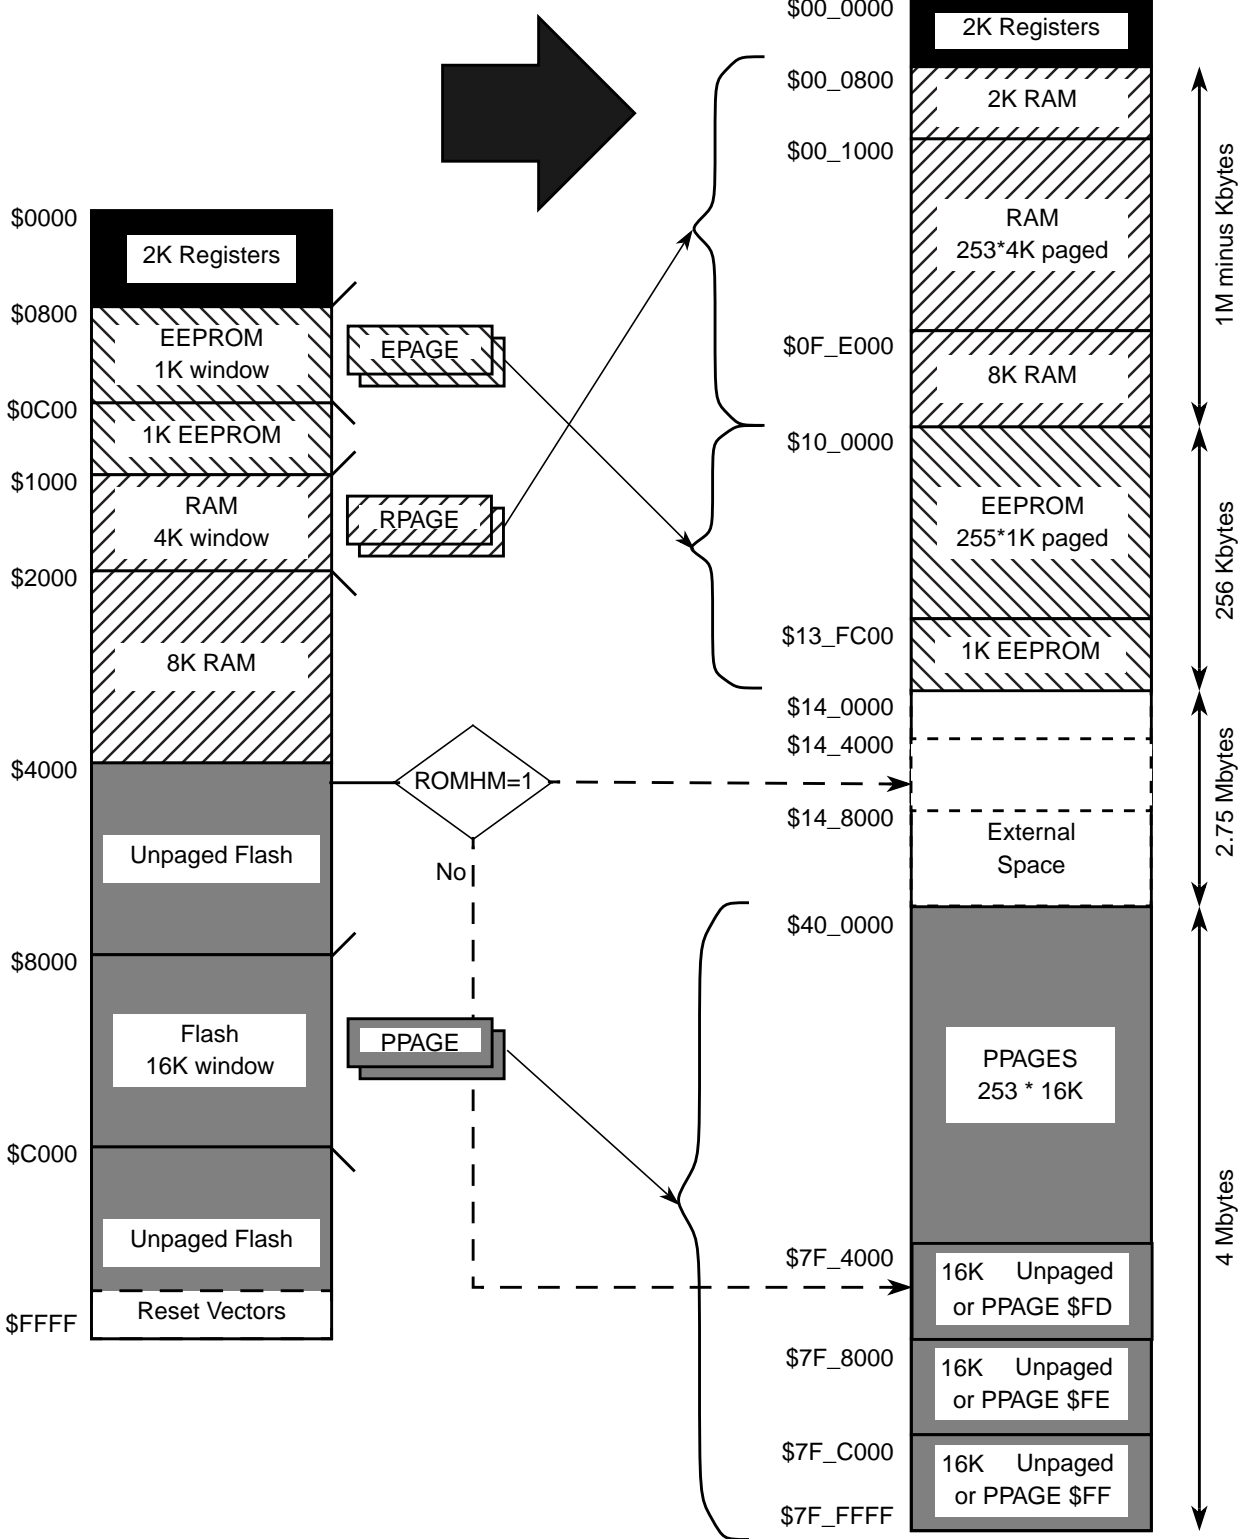 $0000
2K Registers
$0800
EEPROM
1K window
$0C00
1K EEPROM
$1000
RAM
4K window
$2000
8K RAM
$4000
Unpaged Flash
$8000
Flash
16K window
$C000
Unpaged Flash
Reset Vectors
$FFFF
EPAGE
RPAGE
ROMHM=1
No
PPAGE
$00_0000
2K Registers
$00_0800
2K RAM
$00_1000
RAM
253*4K paged
$0F_E000
8K RAM
$10_0000
EEPROM
255*1K paged
$13_FC00
1K EEPROM
$14_0000
$14_4000
$14_8000
External
Space
$40_0000
PPAGES
253 * 16K
$7F_4000
16K Unpaged
or PPAGE $FD
$7F_8000
16K Unpaged
or PPAGE $FE
$7F_C000
16K Unpaged
or PPAGE $FF
$7F_FFFF
1M minus Kbytes
256 Kbytes
2.75 Mbytes
4 Mbytes